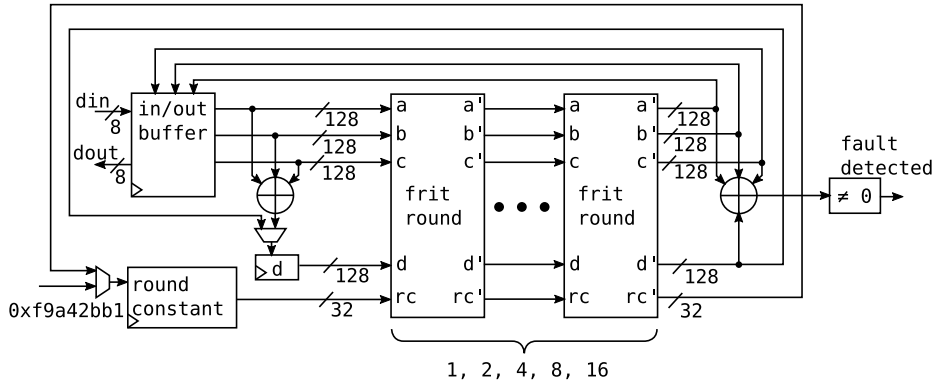 din
8
dout
8
in/out
buffer
128
128
128
a
b
c
frit
round
d
rc
a'
b'
c'
d'
rc'
a
b
c
frit
round
d
rc
a'
b'
c'
d'
rc'
128
128
128
fault
detected
≠ 0
d
128
128
0xf9a42bb1
round
constant
32
32
1, 2, 4, 8, 16